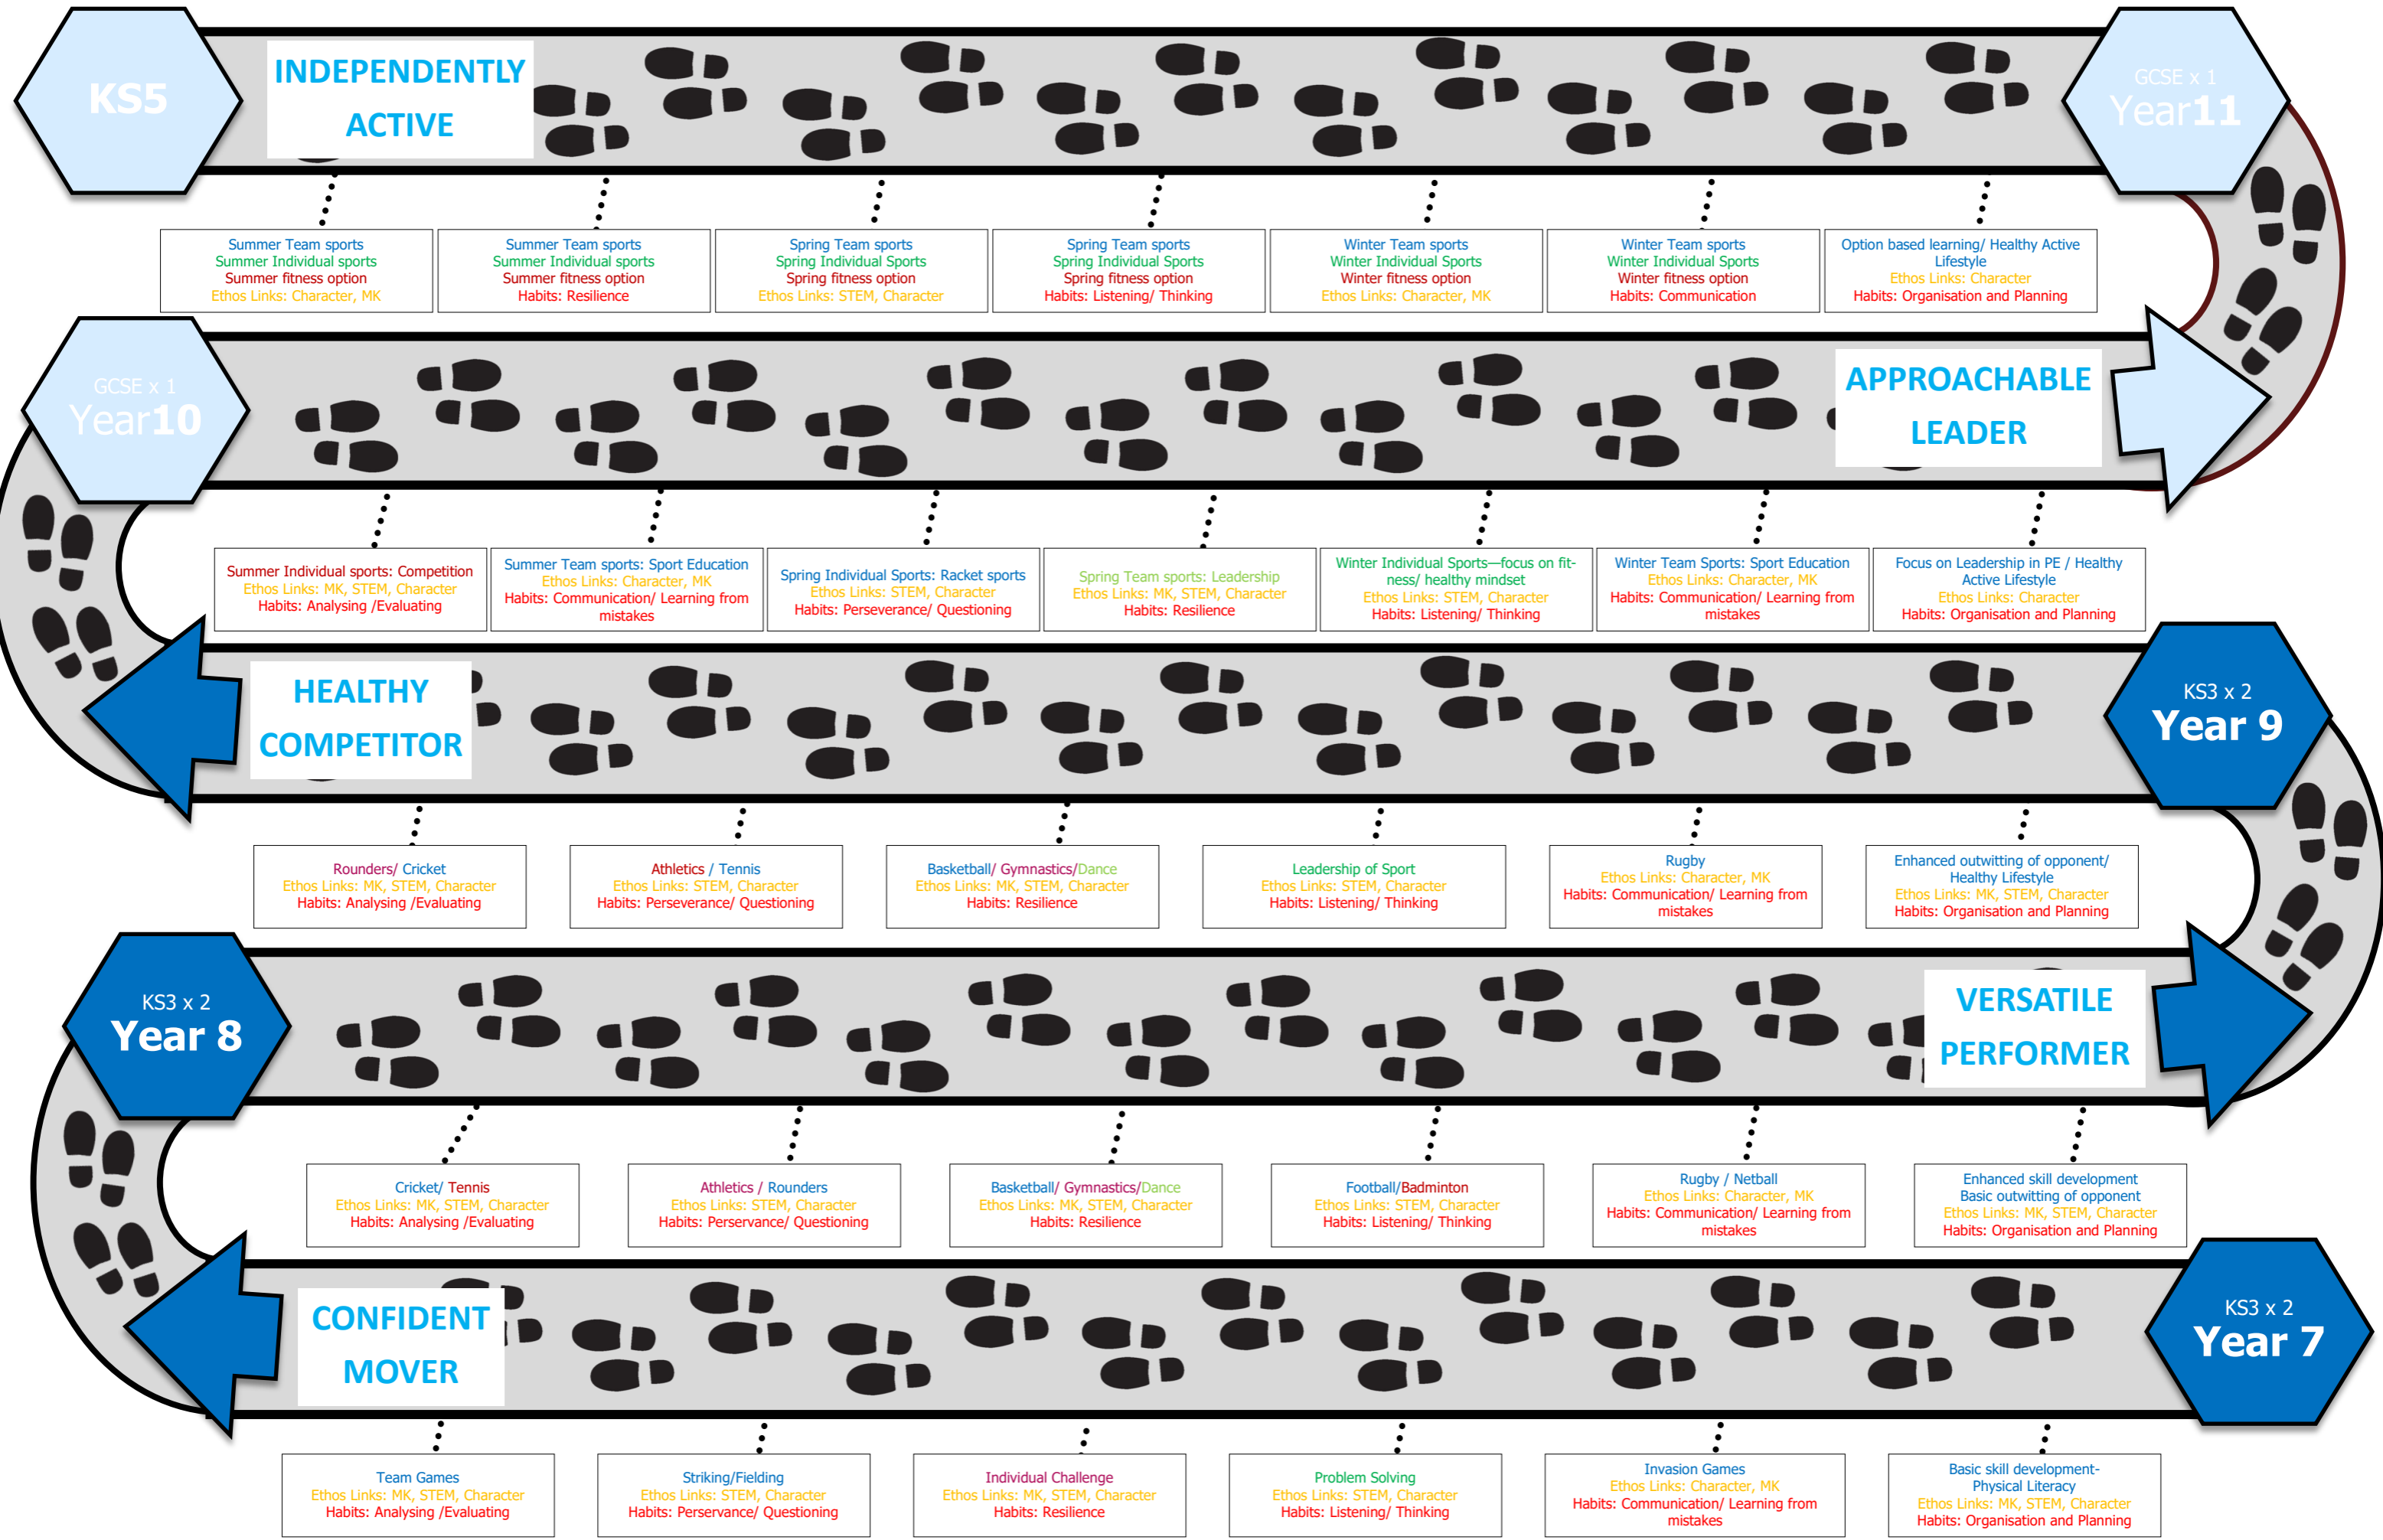 KS5
INDEPENDENTLY
ACTIVE
GCSE x 1
Year11
Summer Team sports
Summer Individual sports
Summer fitness option
Ethos Links: Character, MK
Summer Team sports
Summer Individual sports
Summer fitness option
Habits: Resilience
Spring Team sports
Spring Individual Sports
Spring fitness option
Ethos Links: STEM, Character
Spring Team sports
Spring Individual Sports
Spring fitness option
Habits: Listening/ Thinking
Winter Team sports
Winter Individual Sports
Winter fitness option
Ethos Links: Character, MK
Winter Team sports
Winter Individual Sports
Winter fitness option
Habits: Communication
Option based learning/ Healthy Active
Lifestyle
Ethos Links: Character
Habits: Organisation and Planning
GCSE x 1
Year10
APPROACHABLE
LEADER
Summer Individual sports: Competition
Ethos Links: MK, STEM, Character
Habits: Analysing /Evaluating
Summer Team sports: Sport Education
Ethos Links: Character, MK
Habits: Communication/ Learning from
mistakes
Spring Individual Sports: Racket sports
Ethos Links: STEM, Character
Habits: Perseverance/ Questioning
Spring Team sports: Leadership
Ethos Links: MK, STEM, Character
Habits: Resilience
Winter Individual Sports—focus on fit-
ness/ healthy mindset
Ethos Links: STEM, Character
Habits: Listening/ Thinking
Winter Team Sports: Sport Education
Ethos Links: Character, MK
Habits: Communication/ Learning from
mistakes
Focus on Leadership in PE / Healthy
Active Lifestyle
Ethos Links: Character
Habits: Organisation and Planning
HEALTHY
COMPETITOR
KS3 x 2
Year 9
Rounders/ Cricket
Ethos Links: MK, STEM, Character
Habits: Analysing /Evaluating
Athletics / Tennis
Ethos Links: STEM, Character
Habits: Perseverance/ Questioning
Basketball/ Gymnastics/Dance
Ethos Links: MK, STEM, Character
Habits: Resilience
Leadership of Sport
Ethos Links: STEM, Character
Habits: Listening/ Thinking
Rugby
Ethos Links: Character, MK
Habits: Communication/ Learning from
mistakes
Enhanced outwitting of opponent/
Healthy Lifestyle
Ethos Links: MK, STEM, Character
Habits: Organisation and Planning
KS3 x 2
Year 8
VERSATILE
PERFORMER
Cricket/ Tennis
Ethos Links: MK, STEM, Character
Habits: Analysing /Evaluating
Athletics / Rounders
Ethos Links: STEM, Character
Habits: Perservance/ Questioning
Basketball/ Gymnastics/Dance
Ethos Links: MK, STEM, Character
Habits: Resilience
Football/Badminton
Ethos Links: STEM, Character
Habits: Listening/ Thinking
Rugby / Netball
Ethos Links: Character, MK
Habits: Communication/ Learning from
mistakes
Enhanced skill development
Basic outwitting of opponent
Ethos Links: MK, STEM, Character
Habits: Organisation and Planning
CONFIDENT
MOVER
KS3 x 2
Year 7
Team Games
Ethos Links: MK, STEM, Character
Habits: Analysing /Evaluating
Striking/Fielding
Ethos Links: STEM, Character
Habits: Perservance/ Questioning
Individual Challenge
Ethos Links: MK, STEM, Character
Habits: Resilience
Problem Solving
Ethos Links: STEM, Character
Habits: Listening/ Thinking
Invasion Games
Ethos Links: Character, MK
Habits: Communication/ Learning from
mistakes
Basic skill development-
Physical Literacy
Ethos Links: MK, STEM, Character
Habits: Organisation and Planning